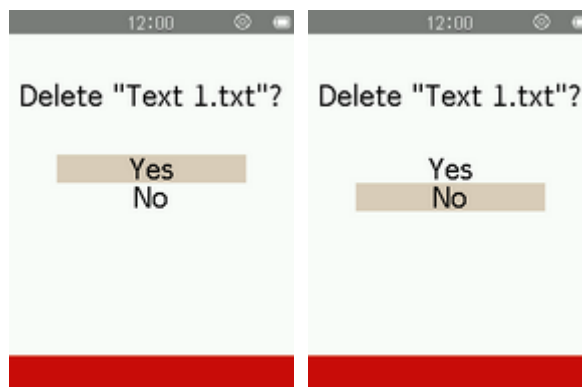 12:00
Delete "Text 1.txt"?
Yes
No
12:00
Delete "Text 1.txt"?
Yes
No